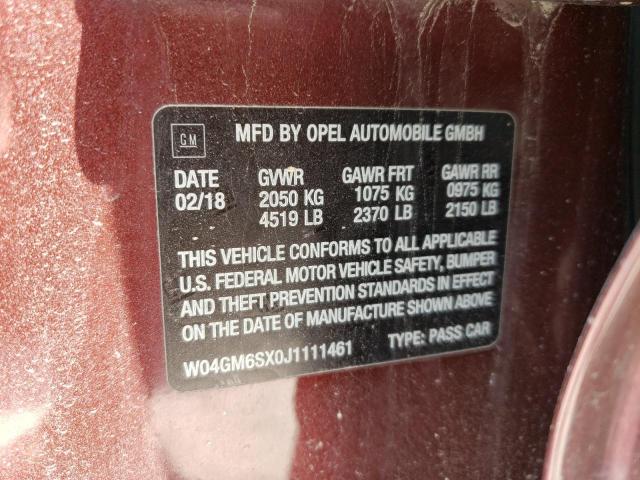 GM
MFD BY OPEL AUTOMOBILE GMBH
DATE GVWR GAWR FRT GAWR RR
02/18 2050 KG 1075 KG 0975 KG
4519 LB 2370 LB 2150 LB
THIS VEHICLE CONFORMS TO ALL APPLICABLE
U.S. FEDERAL MOTOR VEHICLE SAFETY, BUMPER
AND THEFT PREVENTION STANDARDS IN EFFECT
ON THE DATE OF MANUFACTURE SHOWN ABOVE
W04GM6SX0J1111461 TYPE: PASS CAR